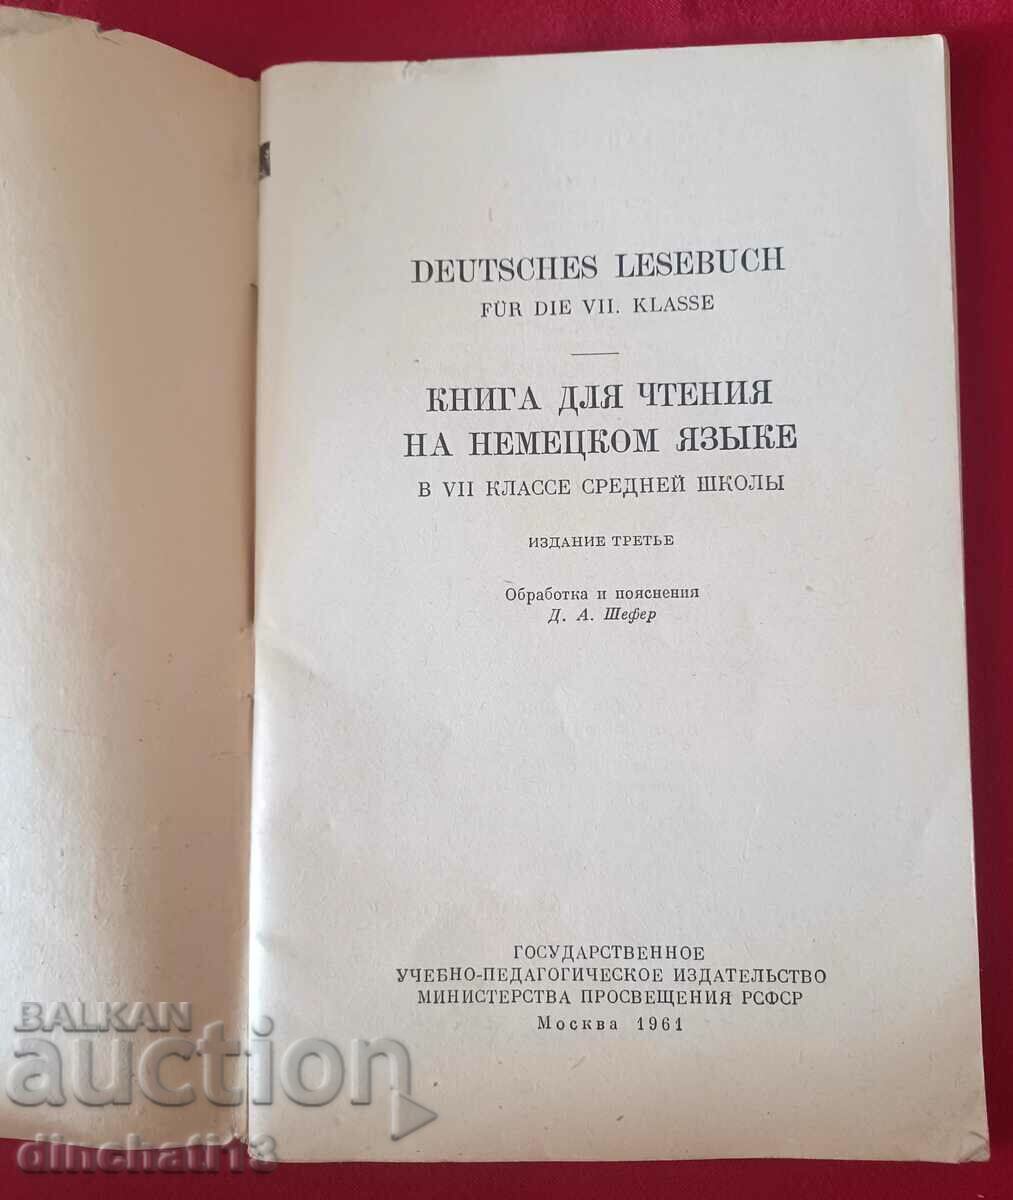 DEUTSCHES LESEBUCH
FÜR DIE VII. KLASSE
КНИГА ДЛЯ ЧТЕНИЯ
НА НЕМЕЦКОМ ЯЗЫКЕ
В VII КЛАССЕ СРЕДНЕЙ ШКОЛЫ
ИЗДАНИЕ ТРЕТЬЕ
Обработка и пояснения
Д. А. Шефер
ГОСУДАРСТВЕННОЕ
УЧЕБНО-ПЕДАГОГИЧЕСКОЕ ИЗДАТЕЛЬСТВО
МИНИСТЕРСТВА ПРОСВЕЩЕНИЯ РСФСР
Москва 1961
BALKAN
auction
dinchati13